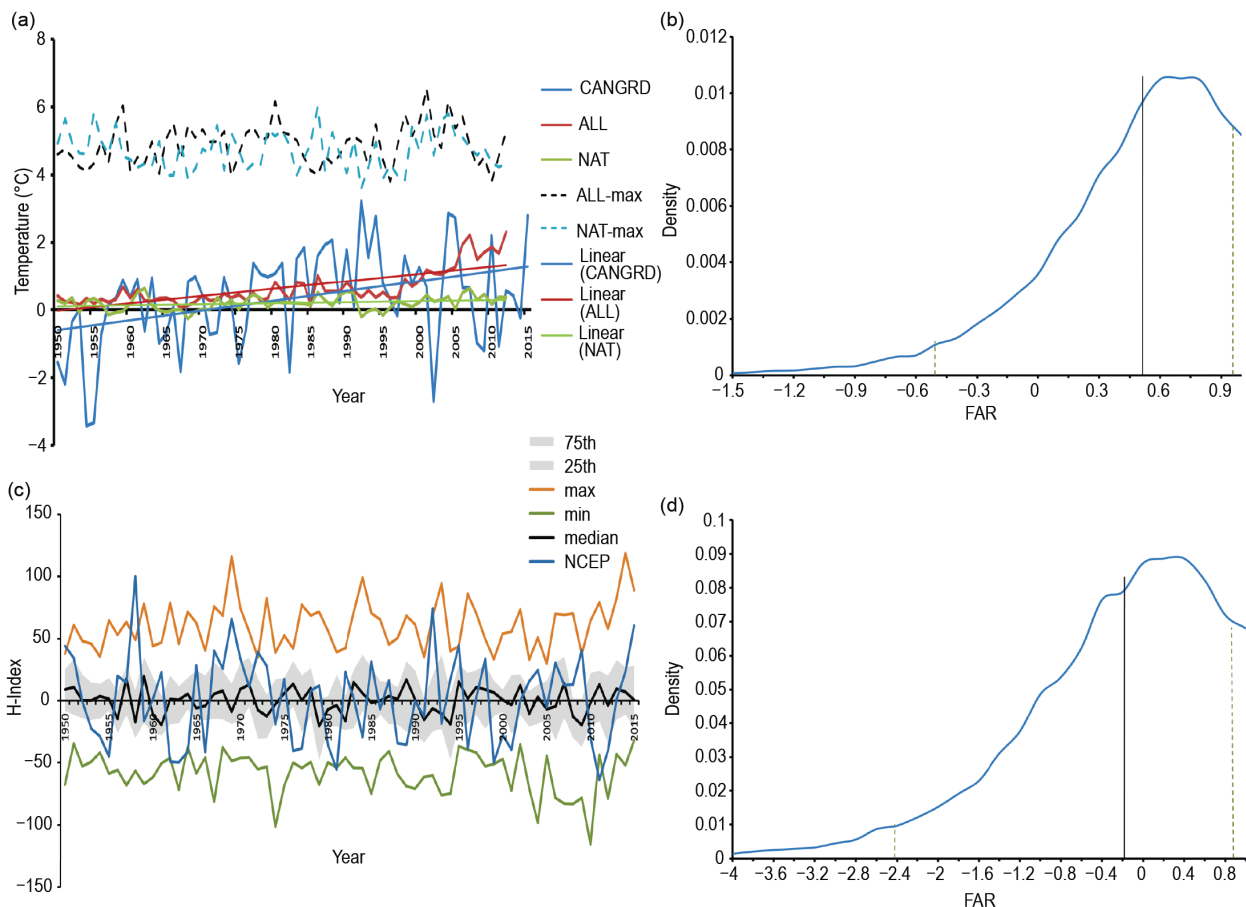 (a)
8
6
4
2
0
−2
−4
Temperature (°C)
1950
1955
1960
1965
1970
1975
1980
1985
1990
1995
2000
2005
2010
2015
Year
CANGRD
ALL
NAT
ALL-max
NAT-max
Linear
(CANGRD)
Linear
(ALL)
Linear
(NAT)
(b)
0.012
0.01
0.008
0.006
0.004
0.002
0
Density
−1.5
−1.2
−0.9
−0.6
−0.3
0
0.3
0.6
0.9
FAR
75th
25th
max
min
median
NCEP
(c)
150
100
50
0
−50
−100
−150
H-Index
1950
1955
1960
1965
1970
1975
1980
1985
1990
1995
2000
2005
2010
2015
Year
(d)
0.1
0.09
0.08
0.07
0.06
0.05
0.04
0.03
0.02
0.01
0
Density
−4
−3.6
−3.2
−2.8
−2.4
−2
−1.6
−1.2
−0.8
−0.4
0
0.4
0.8
FAR